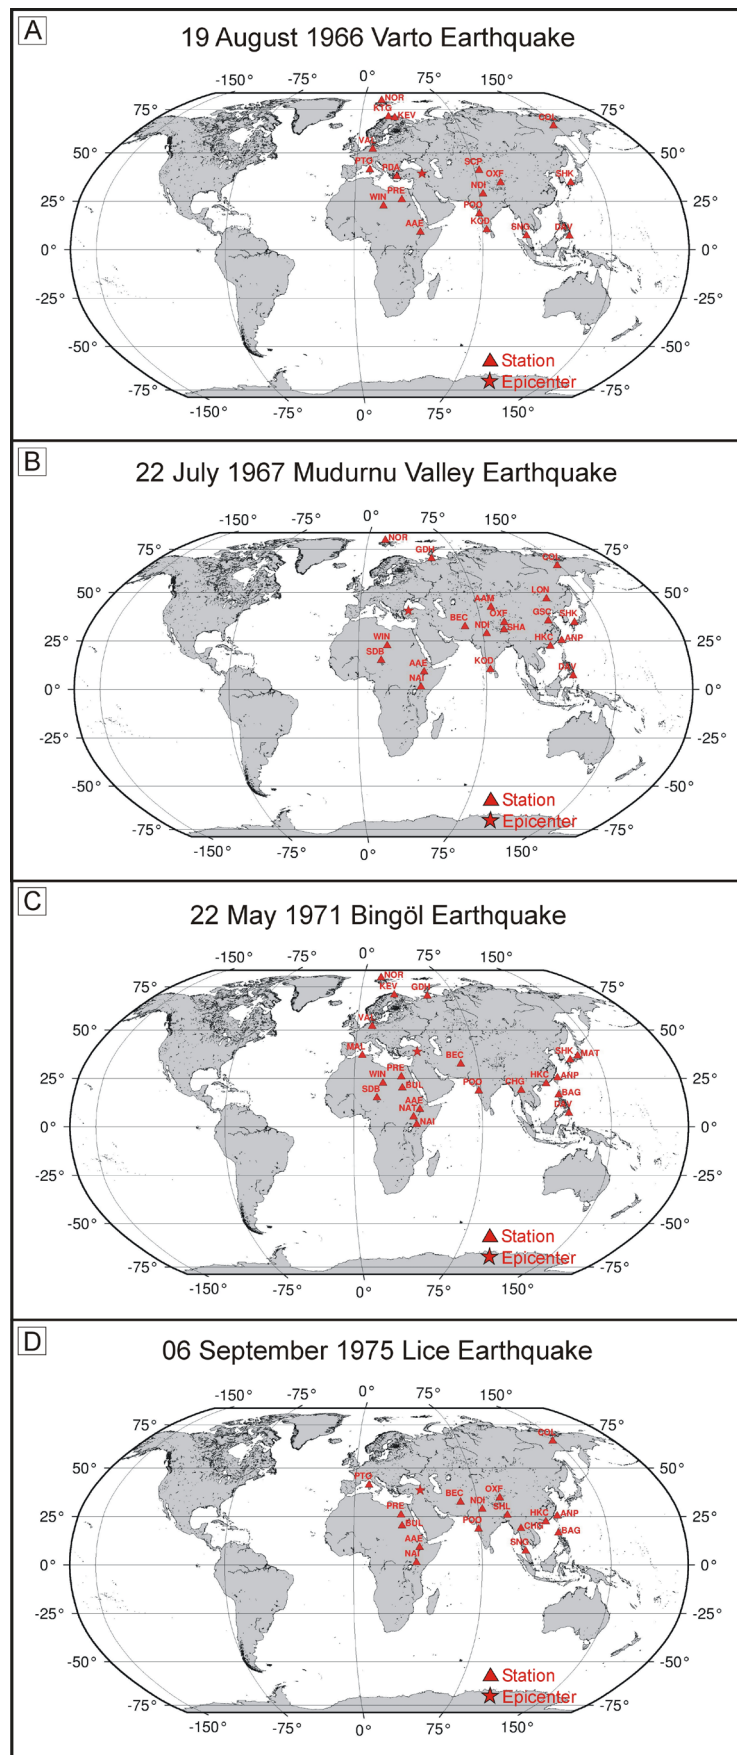 A
19 August 1966 Varto Earthquake
-150° -75° 0° 75° 150°
75° 75°
NOR
KTG KEV
COL
VAL
50° 50°
PTG SCP
OXF SHK
NDI
PRE
25° WIN 25°
POO
AAE KOD SNG
0° 0°
-25° -25°
-50° -50°
Station
Epicenter
-75° -75°
-150° -75° 0° 75° 150°
B
22 July 1967 Mudurnu Valley Earthquake
-150° -75° 0° 75° 150°
NOR
GDH
COL
50° 50°
AAM LON
BEC OXF GSC SHK
NDI SHA
25° WIN HKC ANP 25°
SDB
AAE KOD DAV
NAI
0° 0°
-25° -25°
-50° -50°
Station
Epicenter
-75° -75°
-150° -75° 0° 75° 150°
C
22 May 1971 Bingöl Earthquake
-150° -75° 0° 75° 150°
75° NOR 75°
KEV GDH
VAL
50° 50°
MAL BEC SHK MAT
PRE
25° WIN BUL POO CHG HKC ANP 25°
SDB BAG
AAE DAV
NAT
NAI
0° 0°
-25° -25°
-50° -50°
Station
Epicenter
-75° -75°
-150° -75° 0° 75° 150°
D
06 September 1975 Lice Earthquake
-150° -75° 0° 75° 150°
75° 75°
COL
50° 50°
PTG
BEC OXF
NDI SHL
PRE
25° HKC ANP 25°
BUL POO BAG
AAE SNG
NAI
0° 0°
-25° -25°
-50° -50°
Station
Epicenter
-75° -75°
-150° -75° 0° 75° 150°